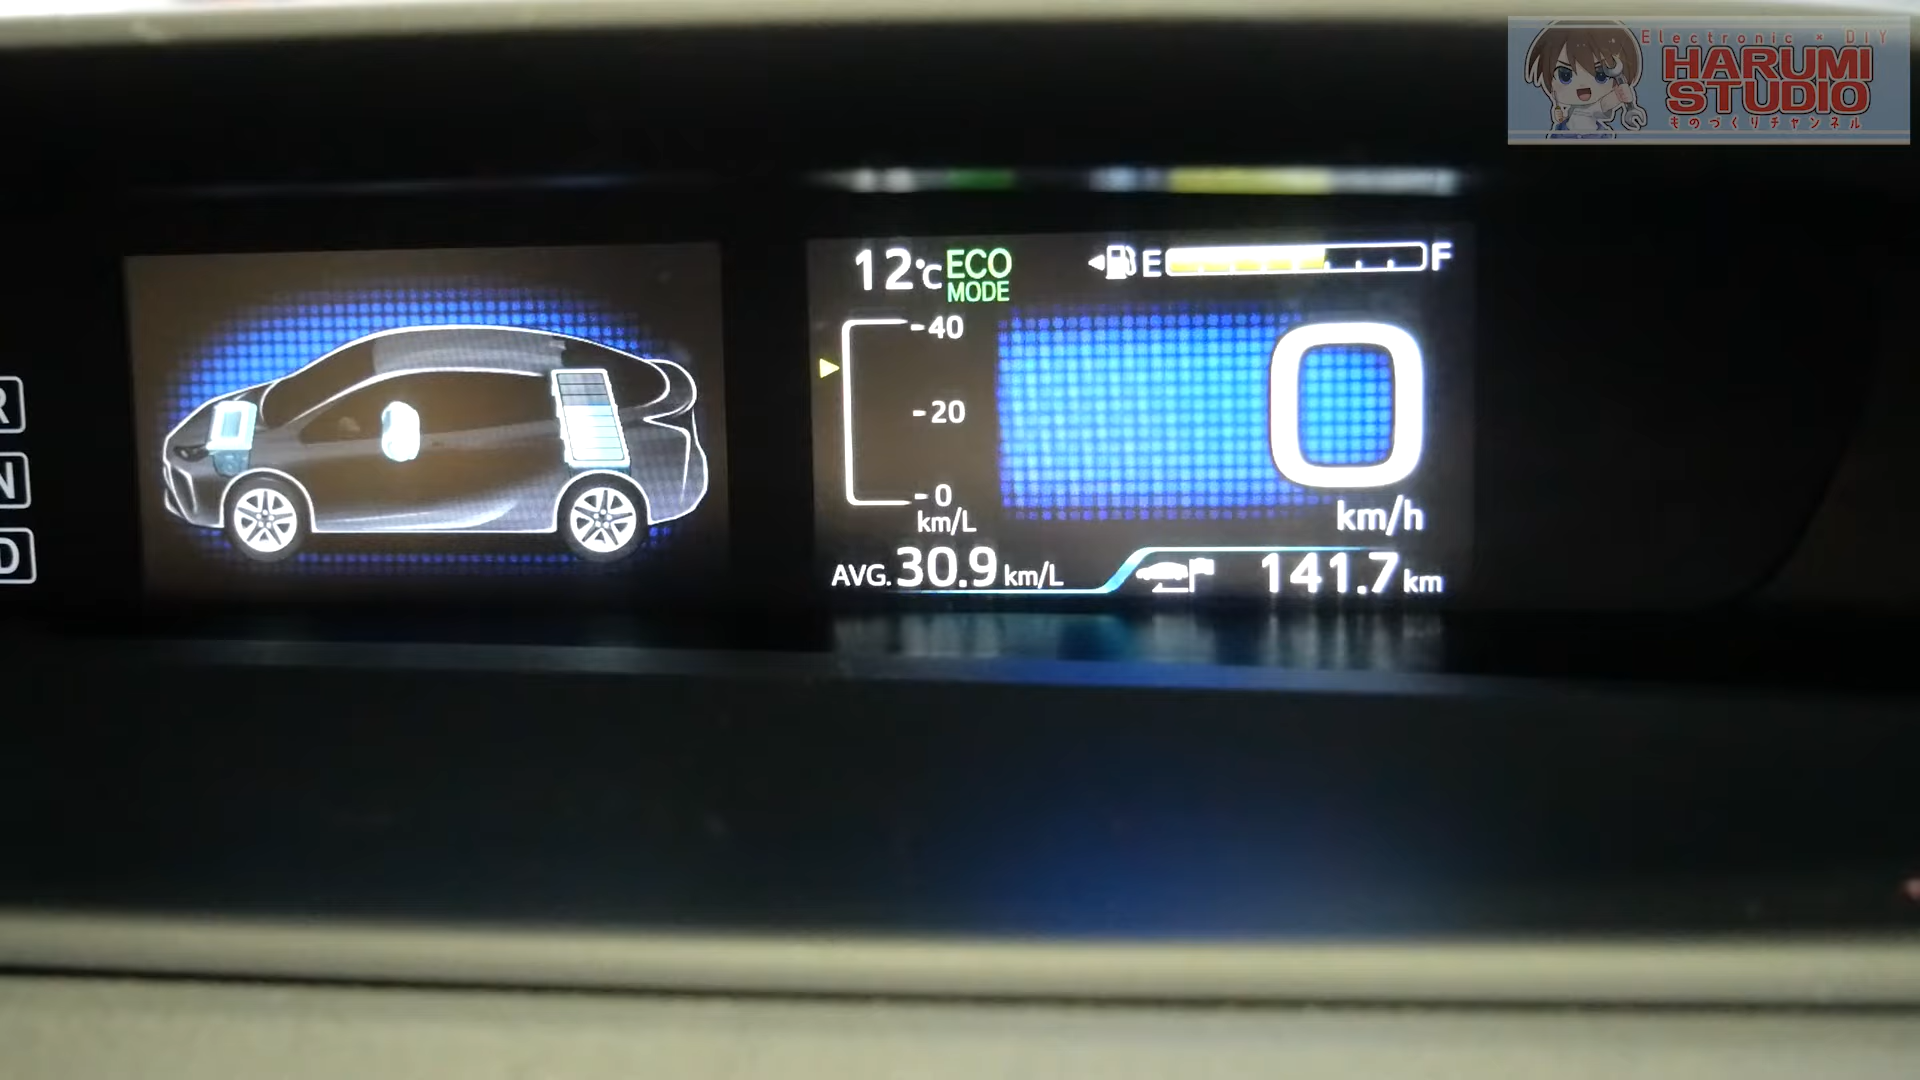 Electronic × DIY
HARUMI
STUDIO
ものづくりチャンネル
12℃ ECO
MODE
E F
40
20
0
km/L
0
km/h
AVG. 30.9 km/L
141.7 km
R
N
D